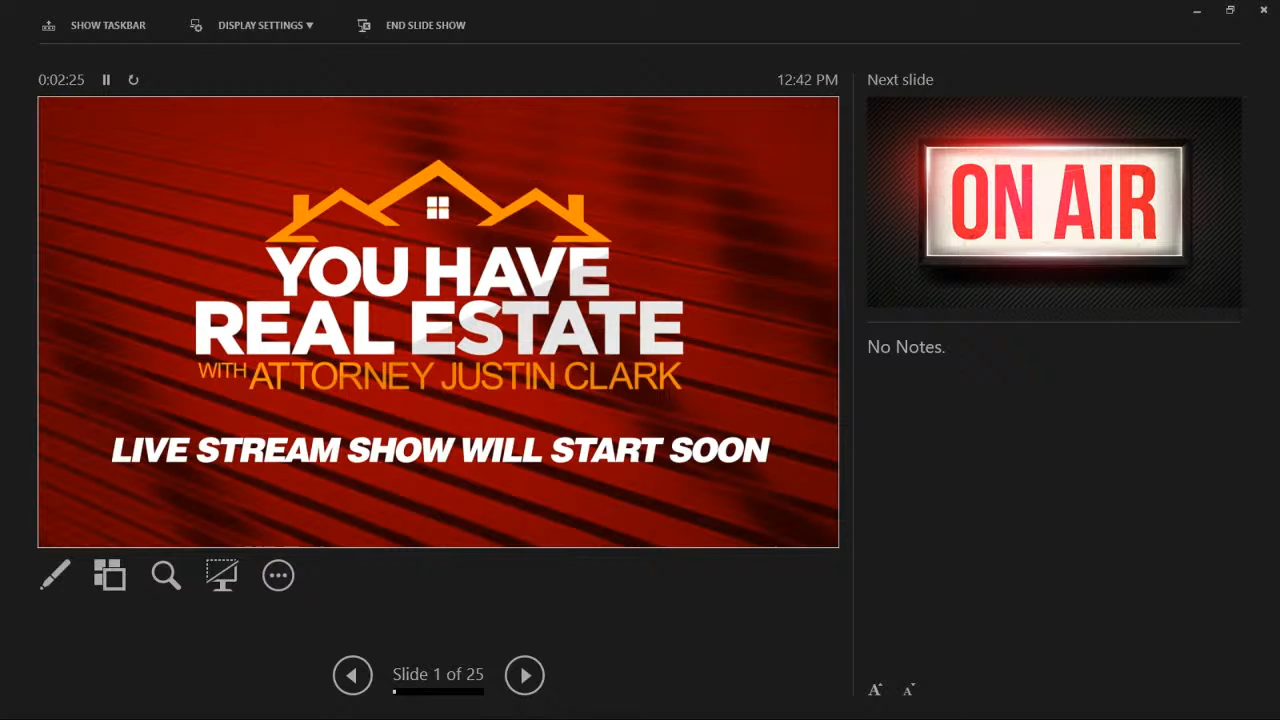 SHOW TASKBAR
DISPLAY SETTINGS ▼
END SLIDE SHOW
0:02:25
12:42 PM
Next slide
YOU HAVE
REAL ESTATE
WITH ATTORNEY JUSTIN CLARK
LIVE STREAM SHOW WILL START SOON
ON AIR
No Notes.
Slide 1 of 25
A
A